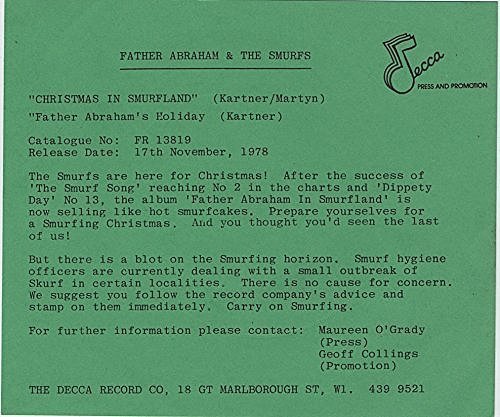 FATHER ABRAHAM & THE SMURFS
Decca
PRESS AND PROMOTION
"CHRISTMAS IN SMURFLAND" (Kartner/Martyn)
"Father Abraham's Holiday (Kartner)
Catalogue No: FR 13819
Release Date: 17th November, 1978
The Smurfs are here for Christmas! After the success of
'The Smurf Song' reaching No 2 in the charts and 'Dippety
Day' No 13, the album 'Father Abraham In Smurfland' is
now selling like hot smurfcakes. Prepare yourselves for
a Smurfing Christmas. And you thought you'd seen the last
of us!
But there is a blot on the Smurfing horizon. Smurf hygiene
officers are currently dealing with a small outbreak of
Skurf in certain localities. There is no cause for concern.
We suggest you follow the record company's advice and
stamp on them immediately. Carry on Smurfing.
For further information please contact: Maureen O'Grady
(Press)
Geoff Collings
(Promotion)
THE DECCA RECORD CO, 18 GT MARLBOROUGH ST, W1. 439 9521